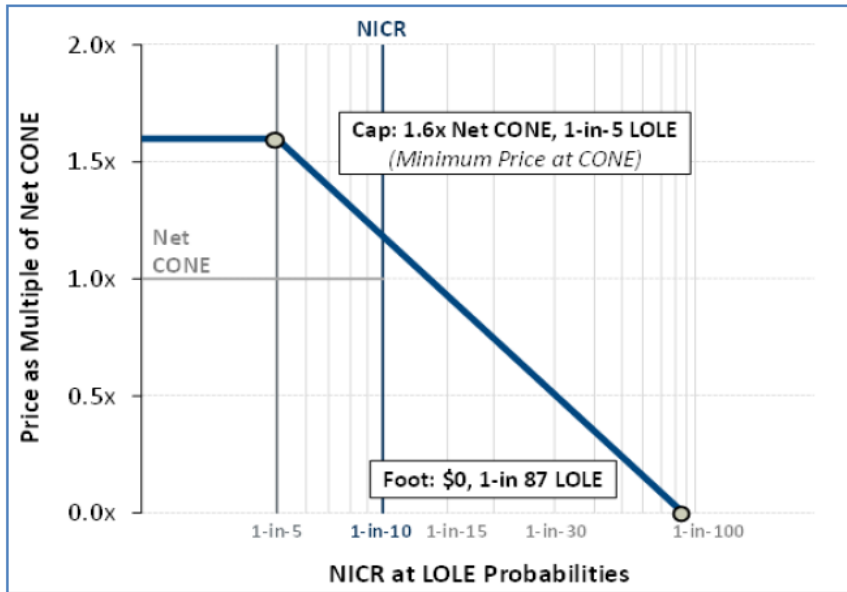 NICR
2.0x
Cap: 1.6x Net CONE, 1-in-5 LOLE
(Minimum Price at CONE)
1.5x
Net
CONE
1.0x
0.5x
Foot: $0, 1-in 87 LOLE
0.0x
1-in-5
1-in-10
1-in-15
1-in-30
1-in-100
Price as Multiple of Net CONE
NICR at LOLE Probabilities